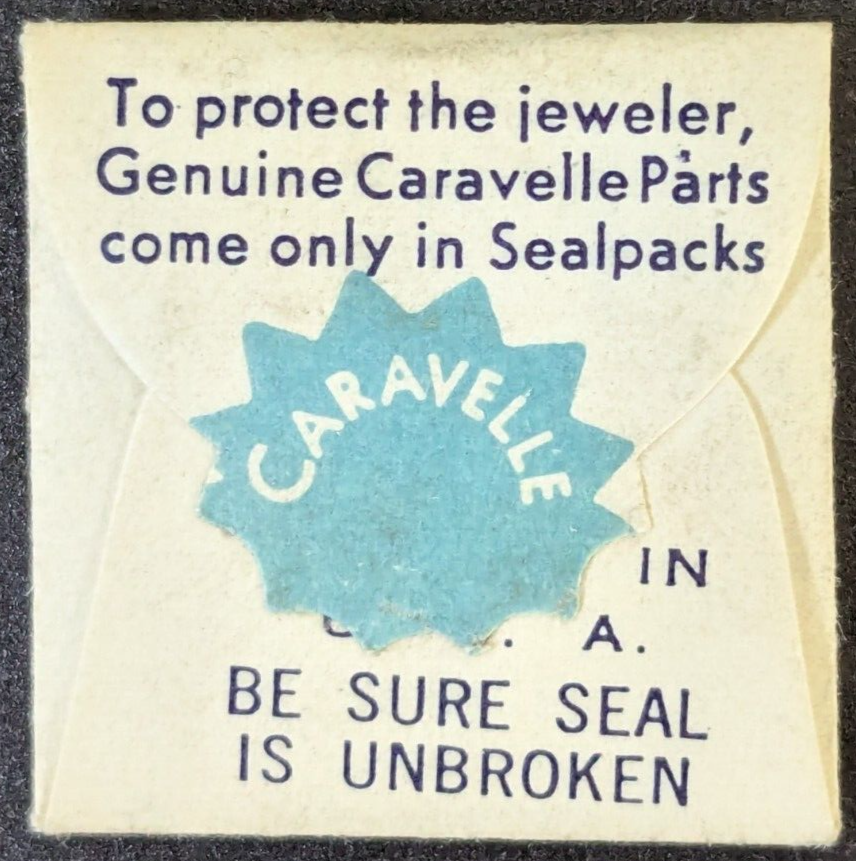 To protect the jeweler,
Genuine Caravelle Parts
come only in Sealpacks
CARAVELLE
IN
. A.
BE SURE SEAL
IS UNBROKEN